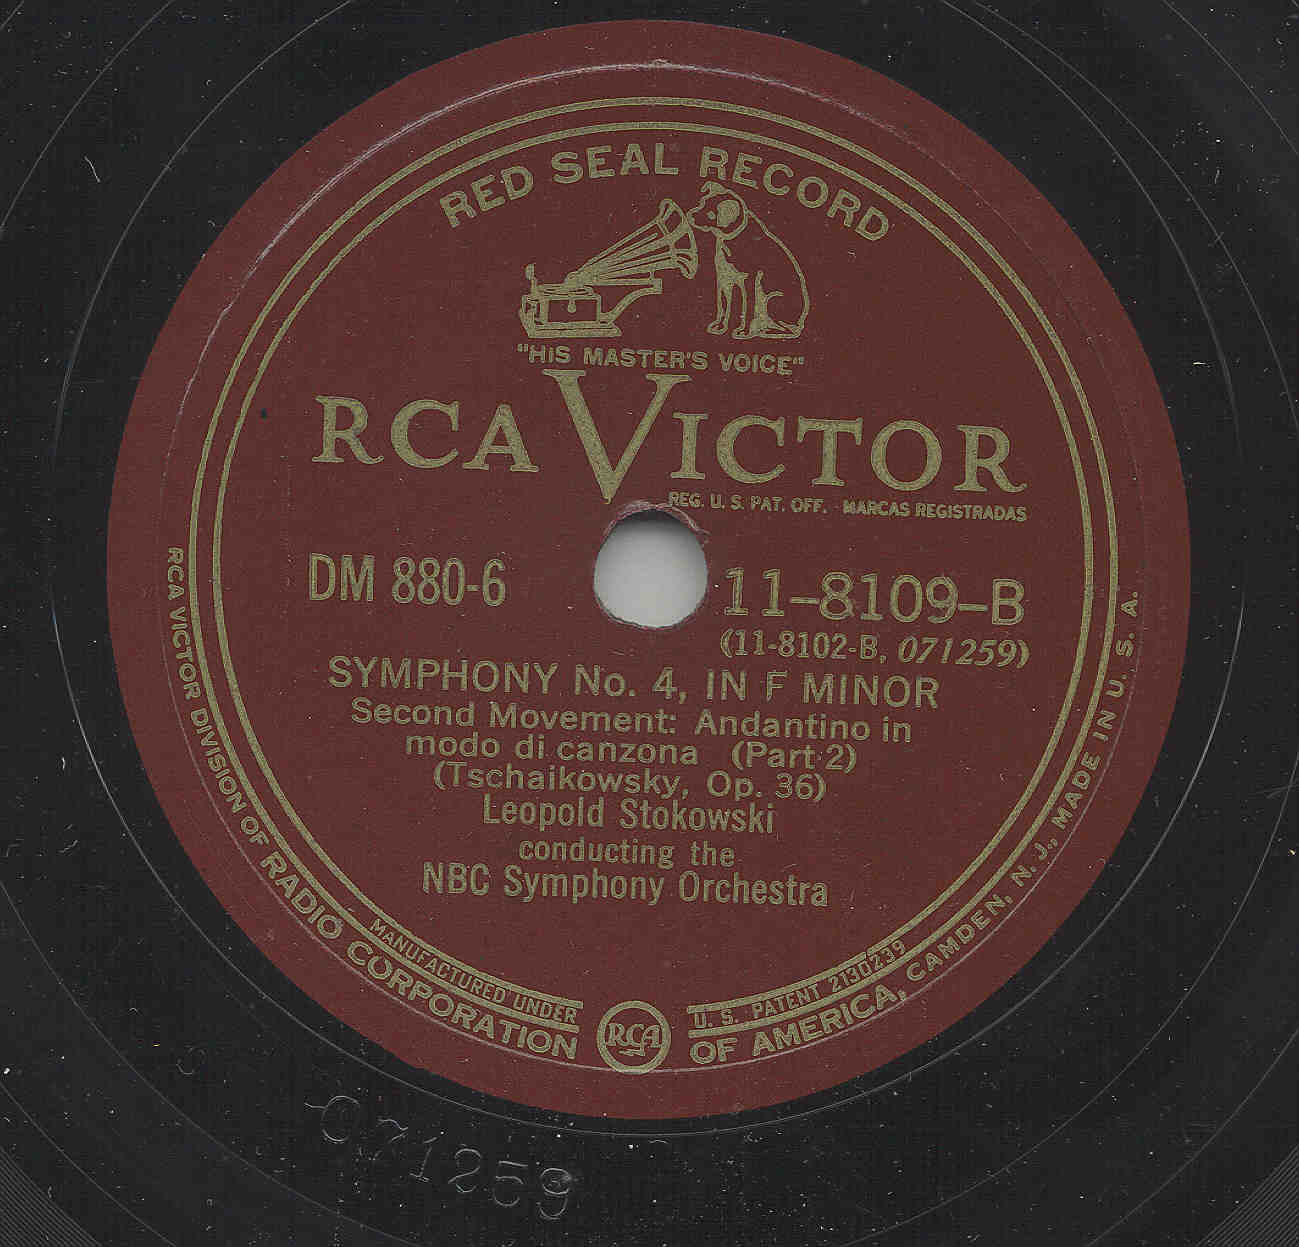 RED SEAL RECORD
"HIS MASTER'S VOICE"
RCA VICTOR
REG. U. S. PAT. OFF. · MARCAS REGISTRADAS
DM 880-6
11-8109-B
(11-8102-B, 071259)
SYMPHONY No. 4, IN F MINOR
Second Movement: Andantino in
modo di canzona (Part 2)
(Tschaikowsky, Op. 36)
Leopold Stokowski
conducting the
NBC Symphony Orchestra
MANUFACTURED UNDER
U. S. PATENT 2130239
RCA VICTOR DIVISION OF RADIO CORPORATION
RCA
OF AMERICA, CAMDEN, N. J., MADE IN U. S. A.
071259